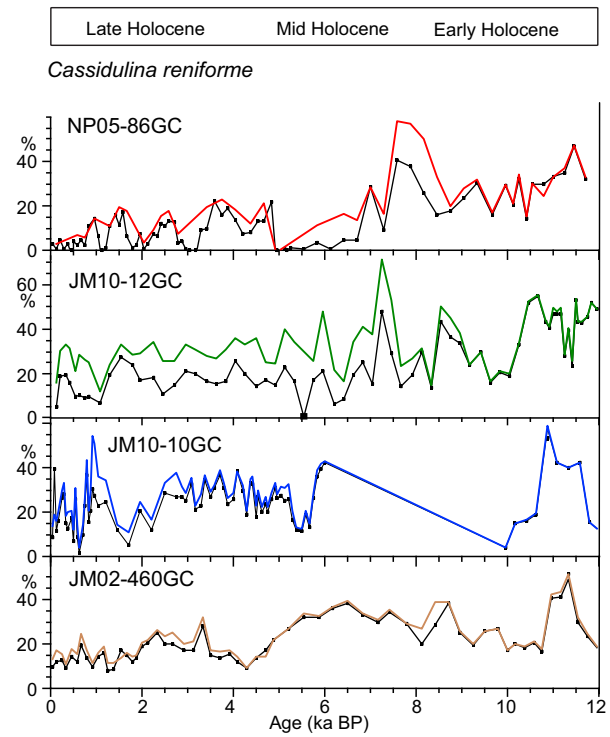 Late Holocene Mid Holocene Early Holocene
Cassidulina reniforme
NP05-86GC
%
40
20
0
JM10-12GC
60
%
40
20
0
JM10-10GC
%
40
20
0
JM02-460GC
%
40
20
0
0 2 4 6 8 10 12
Age (ka BP)